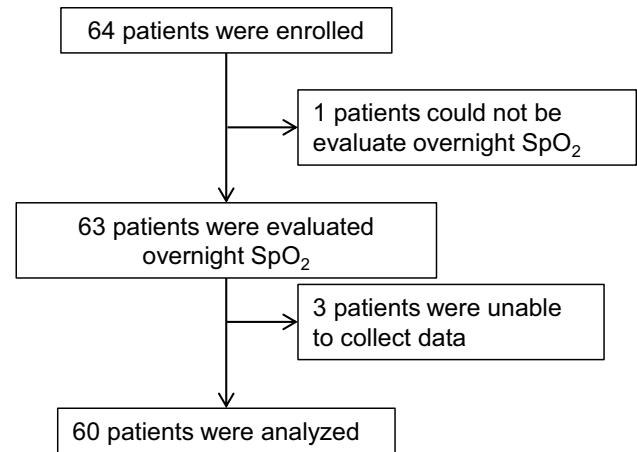 64 patients were enrolled
1 patients could not be
evaluate overnight SpO₂
63 patients were evaluated
overnight SpO₂
3 patients were unable
to collect data
60 patients were analyzed